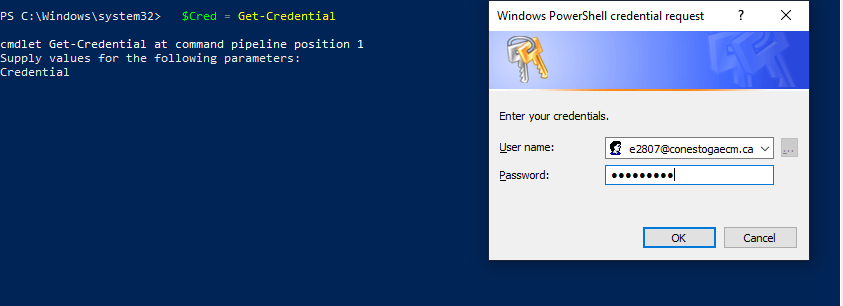 PS C:\Windows\system32> $Cred = Get-Credential
cmdlet Get-Credential at command pipeline position 1
Supply values for the following parameters:
Credential
Windows PowerShell credential request
Enter your credentials.
User name:
e2807@conestogaecm.ca
...
Password:
●●●●●●●●●
OK
Cancel